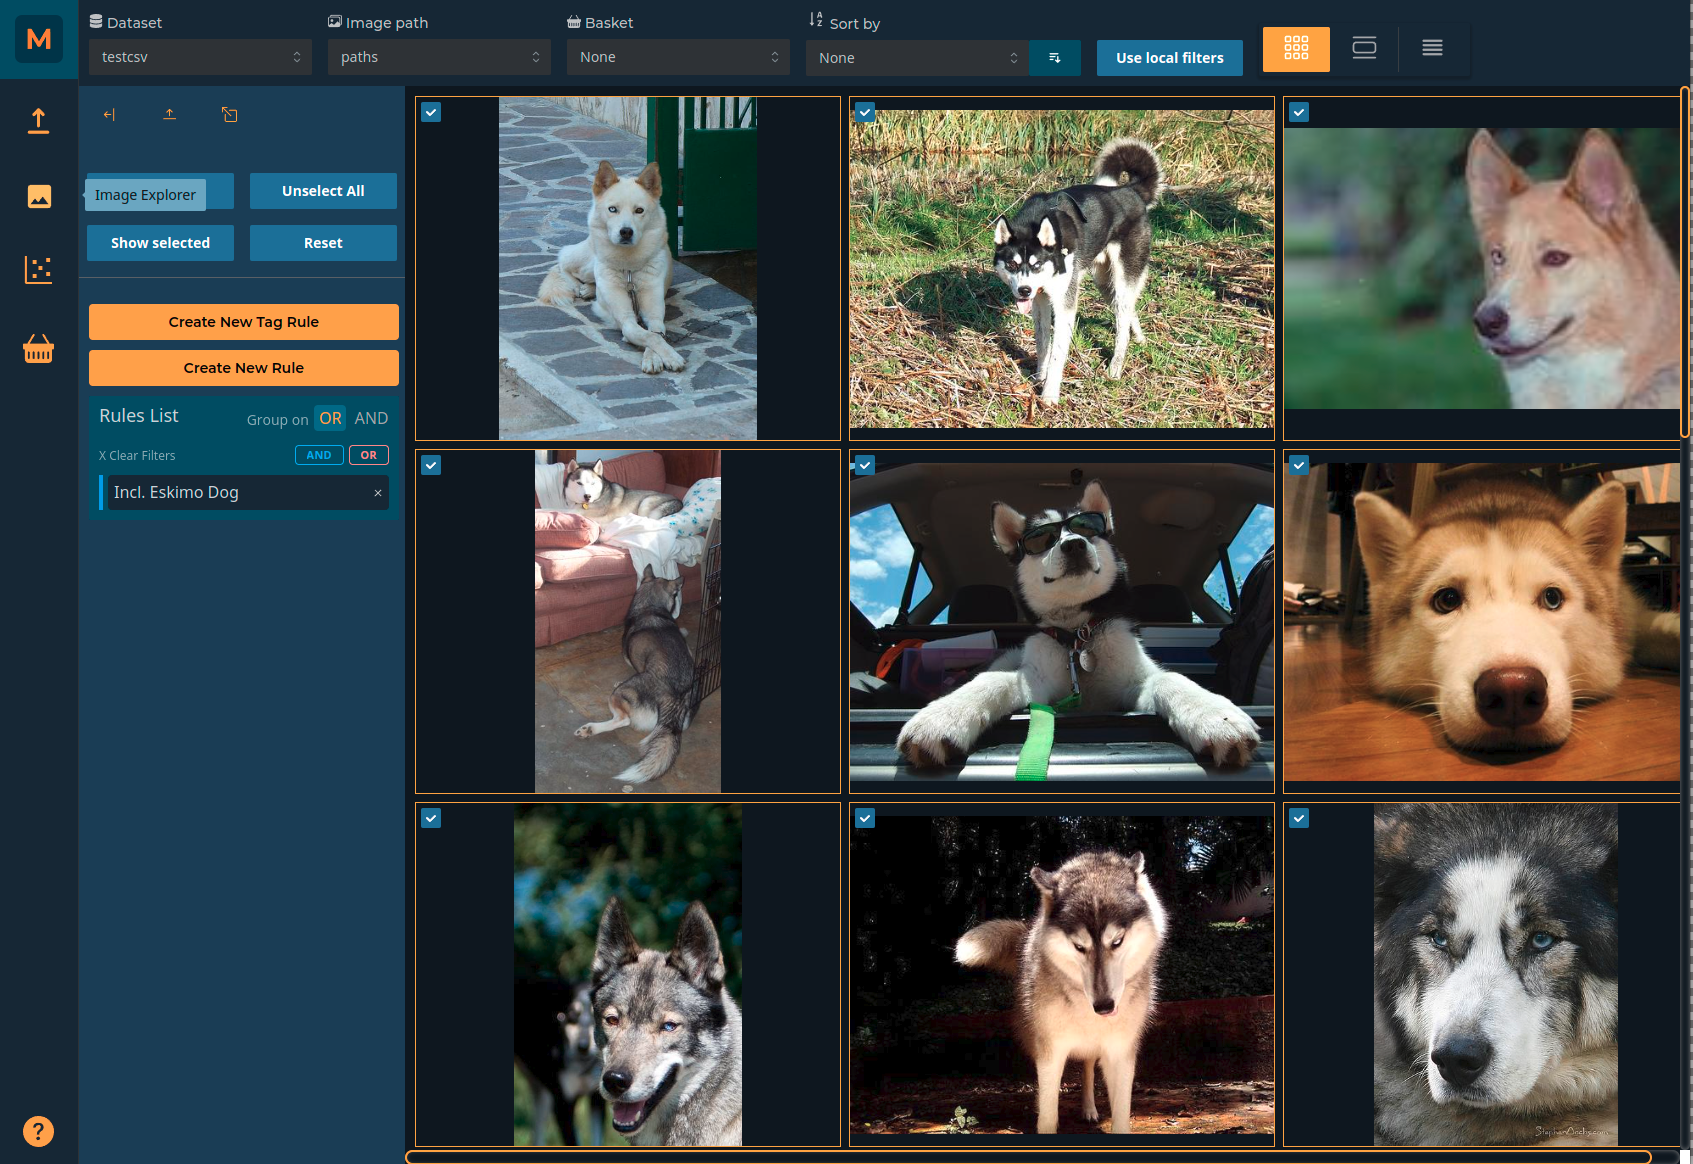 M
Dataset
Image path
Basket
Sort by
testcsv
paths
None
None
Use local filters
Image Explorer
Unselect All
Show selected
Reset
Create New Tag Rule
Create New Rule
Rules List
Group on OR AND
X Clear Filters
AND
OR
Incl. Eskimo Dog ×
?